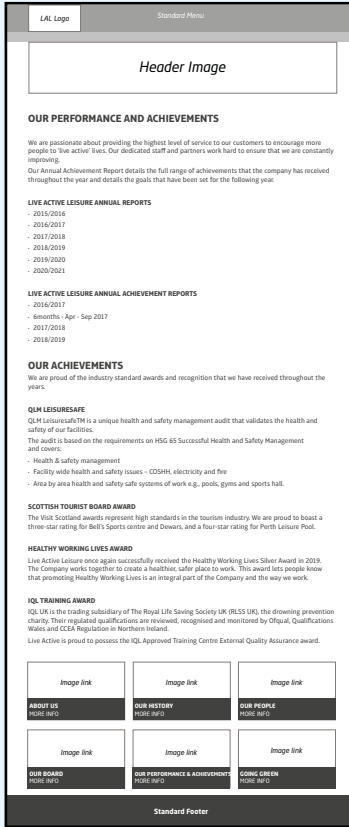 LAL Logo
Standard Menu
Header Image
OUR PERFORMANCE AND ACHIEVEMENTS
We are passionate about providing the highest level of service to our customers to encourage more
people to 'live active' lives. Our dedicated staff and partners work hard to ensure that we are constantly
improving.
Our Annual Achievement Report details the full range of achievements that the company has received
throughout the year and details the goals that have been set for the following year.
LIVE ACTIVE LEISURE ANNUAL REPORTS
- 2015/2016
- 2016/2017
- 2017/2018
- 2018/2019
- 2019/2020
- 2020/2021
LIVE ACTIVE LEISURE ANNUAL ACHIEVEMENT REPORTS
- 2016/2017
- 6months - Apr - Sep 2017
- 2017/2018
- 2018/2019
OUR ACHIEVEMENTS
We are proud of the industry standard awards and recognition that we have received throughout the
years.
QLM LEISURESAFE
QLM LeisuresafeTM is a unique health and safety management audit that validates the health and
safety of our facilities.
The audit is based on the requirements on HSG 65 Successful Health and Safety Management
and covers:
- Health & safety management
- Facility wide health and safety issues – COSHH, electricity and fire
- Area by area health and safety safe systems of work e.g., pools, gyms and sports hall.
SCOTTISH TOURIST BOARD AWARD
The Visit Scotland awards represent high standards in the tourism industry. We are proud to boast a
three-star rating for Bell's Sports centre and Dewars, and a four-star rating for Perth Leisure Pool.
HEALTHY WORKING LIVES AWARD
Live Active Leisure once again successfully received the Healthy Working Lives Silver Award in 2019.
The Company works together to create a healthier, safer place to work. This award lets people know
that promoting Healthy Working Lives is an integral part of the Company and the way we work.
IQL TRAINING AWARD
IQL UK is the trading subsidiary of The Royal Life Saving Society UK (RLSS UK), the drowning prevention
charity. Their regulated qualifications are reviewed, recognised and monitored by Ofqual, Qualifications
Wales and CCEA Regulation in Northern Ireland.
Live Active is proud to possess the IQL Approved Training Centre External Quality Assurance award.
Image link
Image link
Image link
ABOUT US
MORE INFO
OUR HISTORY
MORE INFO
OUR PEOPLE
MORE INFO
Image link
Image link
Image link
OUR BOARD
MORE INFO
OUR PERFORMANCE & ACHIEVEMENTS
MORE INFO
GOING GREEN
MORE INFO
Standard Footer